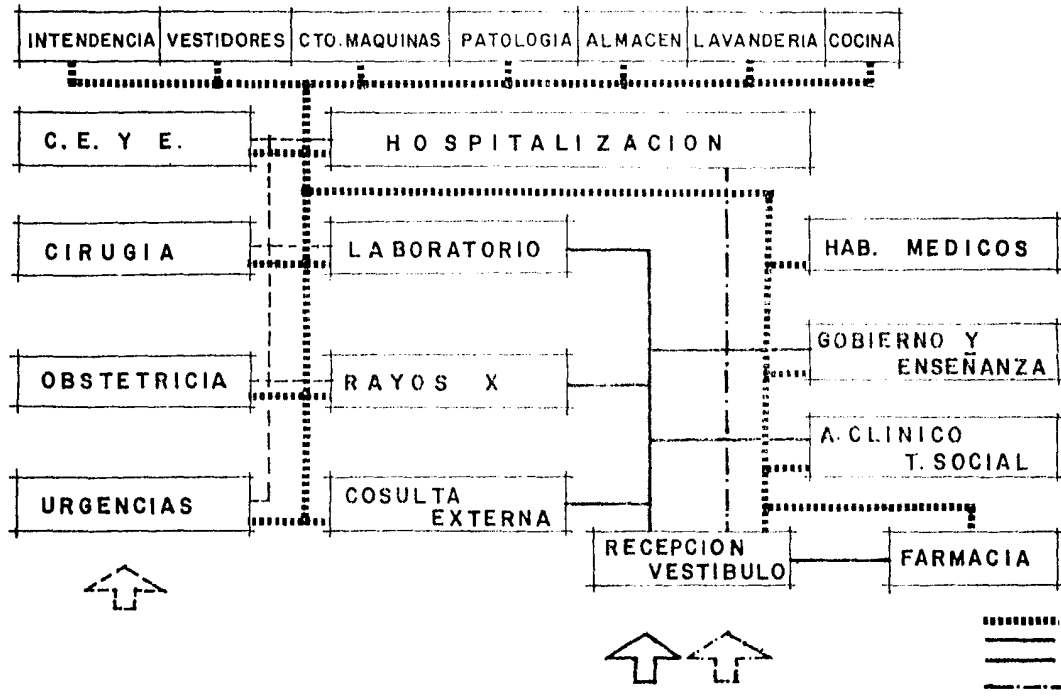 INTENDENCIA VESTIDORES CTO. MAQUINAS PATOLOGIA ALMACEN LAVANDERIA COCINA
C. E. Y E. HOSPITALIZACION
CIRUGIA LABORATORIO HAB. MEDICOS
GOBIERNO Y
ENSEÑANZA
OBSTETRICIA RAYOS X
A. CLINICO
T. SOCIAL
URGENCIAS
COSULTA
EXTERNA
RECEPCION
VESTIBULO
FARMACIA